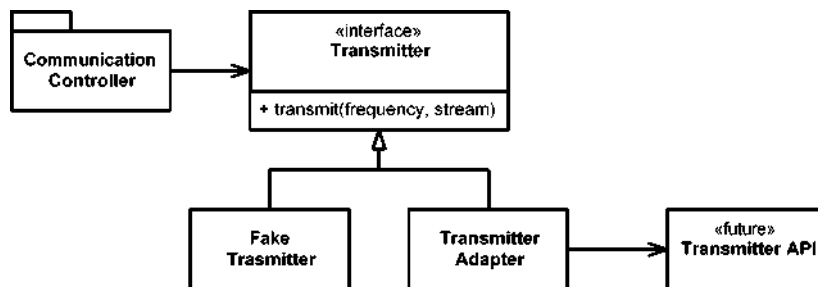 «interface»
Transmitter
Communication
Controller
+ transmit(frequency, stream)
Fake
Trasmitter
Transmitter
Adapter
«future»
Transmitter API